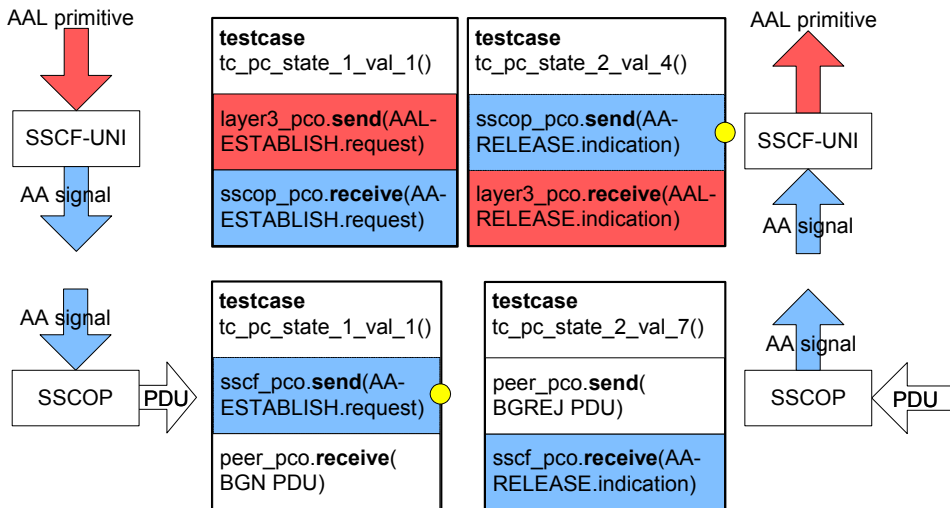 AAL primitive
SSCF-UNI
AA signal
testcase
tc_pc_state_1_val_1()
layer3_pco.send(AAL-
ESTABLISH.request)
sscop_pco.receive(AA-
ESTABLISH.request)
testcase
tc_pc_state_2_val_4()
sscop_pco.send(AA-
RELEASE.indication)
layer3_pco.receive(AAL-
RELEASE.indication)
AAL primitive
SSCF-UNI
AA signal
AA signal
SSCOP
PDU
testcase
tc_pc_state_1_val_1()
sscf_pco.send(AA-
ESTABLISH.request)
peer_pco.receive(
BGN PDU)
testcase
tc_pc_state_2_val_7()
peer_pco.send(
BGREJ PDU)
sscf_pco.receive(AA-
RELEASE.indication)
AA signal
SSCOP
PDU